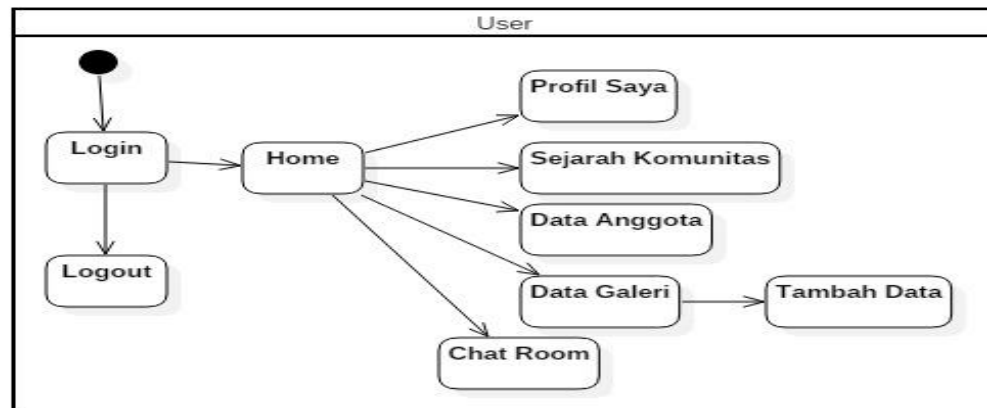 User
Login
Home
Profil Saya
Sejarah Komunitas
Data Anggota
Logout
Data Galeri
Tambah Data
Chat Room